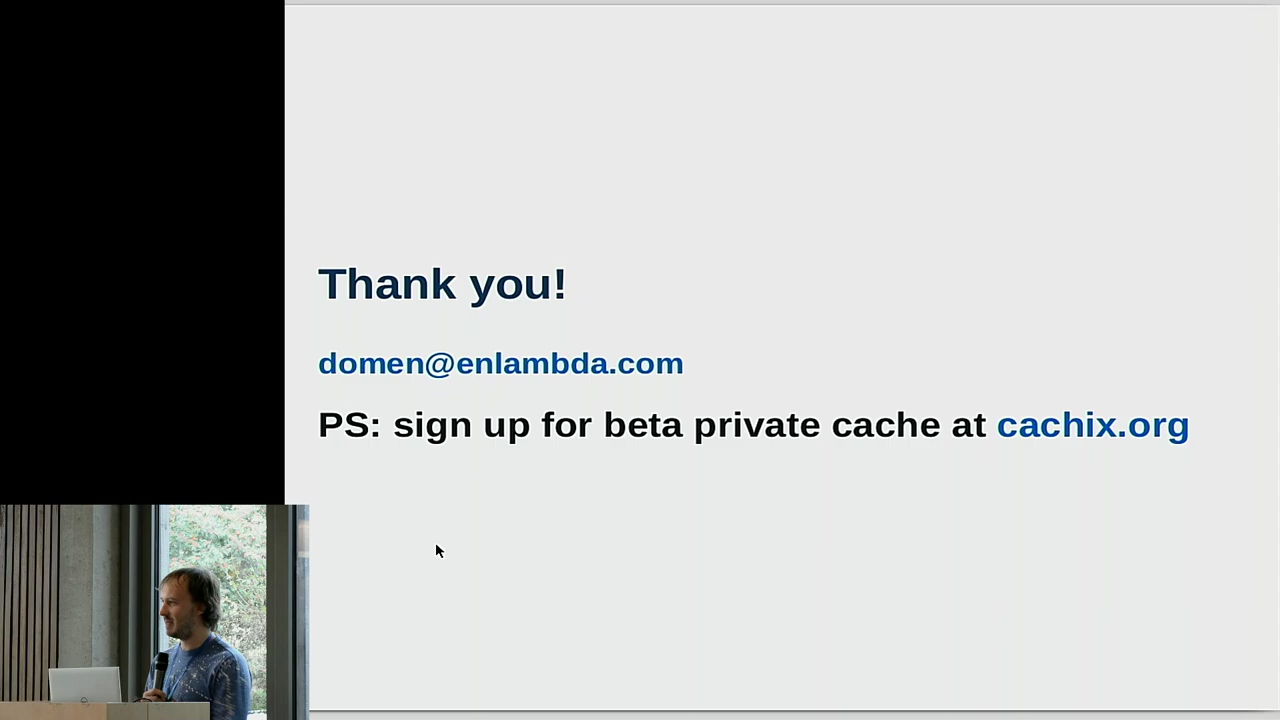 Thank you!
domen@enlambda.com
PS: sign up for beta private cache at cachix.org